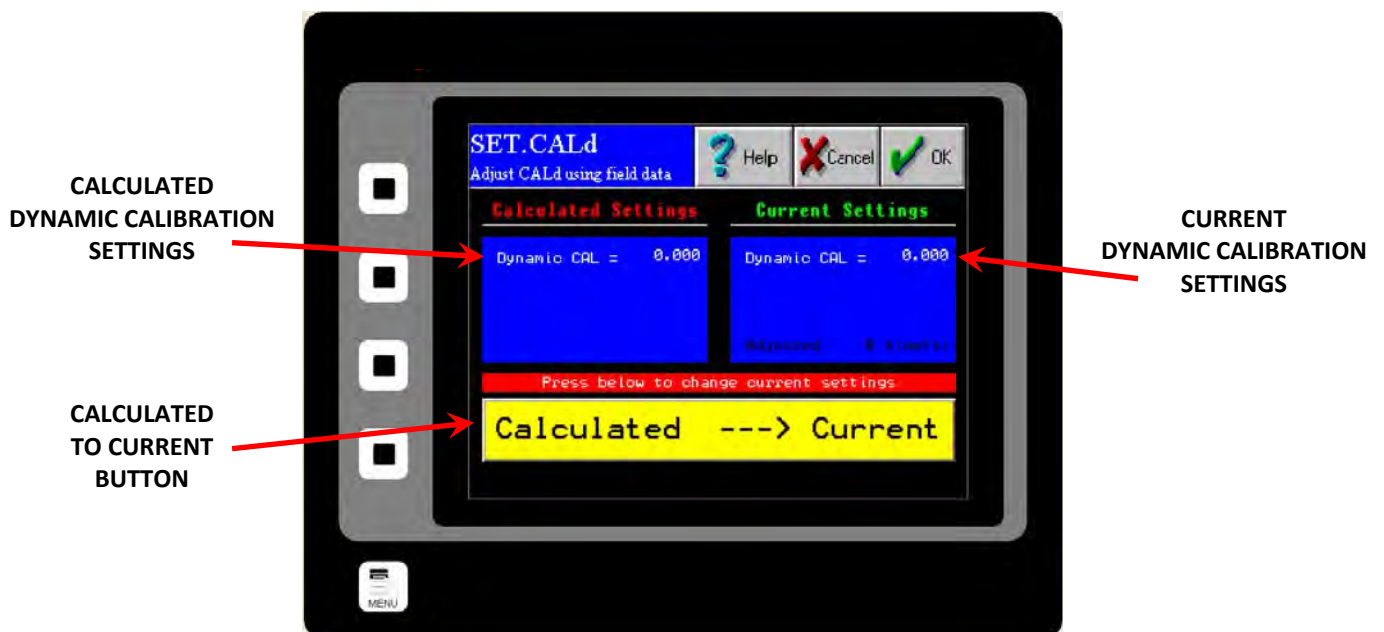 SET.CALd
Adjust CALd using field data
Help
Cancel
OK
CALCULATED
DYNAMIC CALIBRATION
SETTINGS
Calculated Settings
Current Settings
CURRENT
DYNAMIC CALIBRATION
SETTINGS
Dynamic CAL = 0.000
Dynamic CAL = 0.000
Adjusted
Press below to change current settings
CALCULATED
TO CURRENT
BUTTON
Calculated ---> Current
MENU